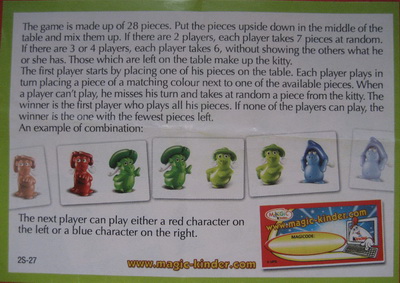 The game is made up of 28 pieces. Put the pieces upside down in the middle of the
table and mix them up. If there are 2 players, each player takes 7 pieces at random.
If there are 3 or 4 players, each player takes 6, without showing the others what he
or she has. Those which are left on the table make up the kitty.
The first player starts by placing one of his pieces on the table. Each player plays in
turn placing a piece of a matching colour next to one of the available pieces. When
a player can't play, he misses his turn and takes at random a piece from the kitty. The
winner is the first player who plays all his pieces. If none of the players can play, the
winner is the one with the fewest pieces left.
An example of combination:
MAGIC
www.magic-kinder.com
MAGICODE
The next player can play either a red character on
the left or a blue character on the right.
2S-27
www.magic-kinder.com